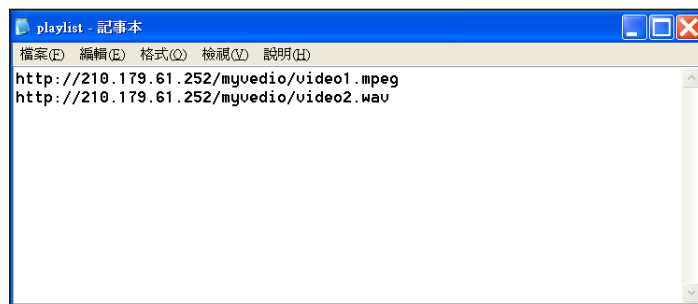 playlist - 記事本
檔案(F) 編輯(E) 格式(O) 檢視(V) 說明(H)
http://210.179.61.252/myvedio/video1.mpeg
http://210.179.61.252/myvedio/video2.wav